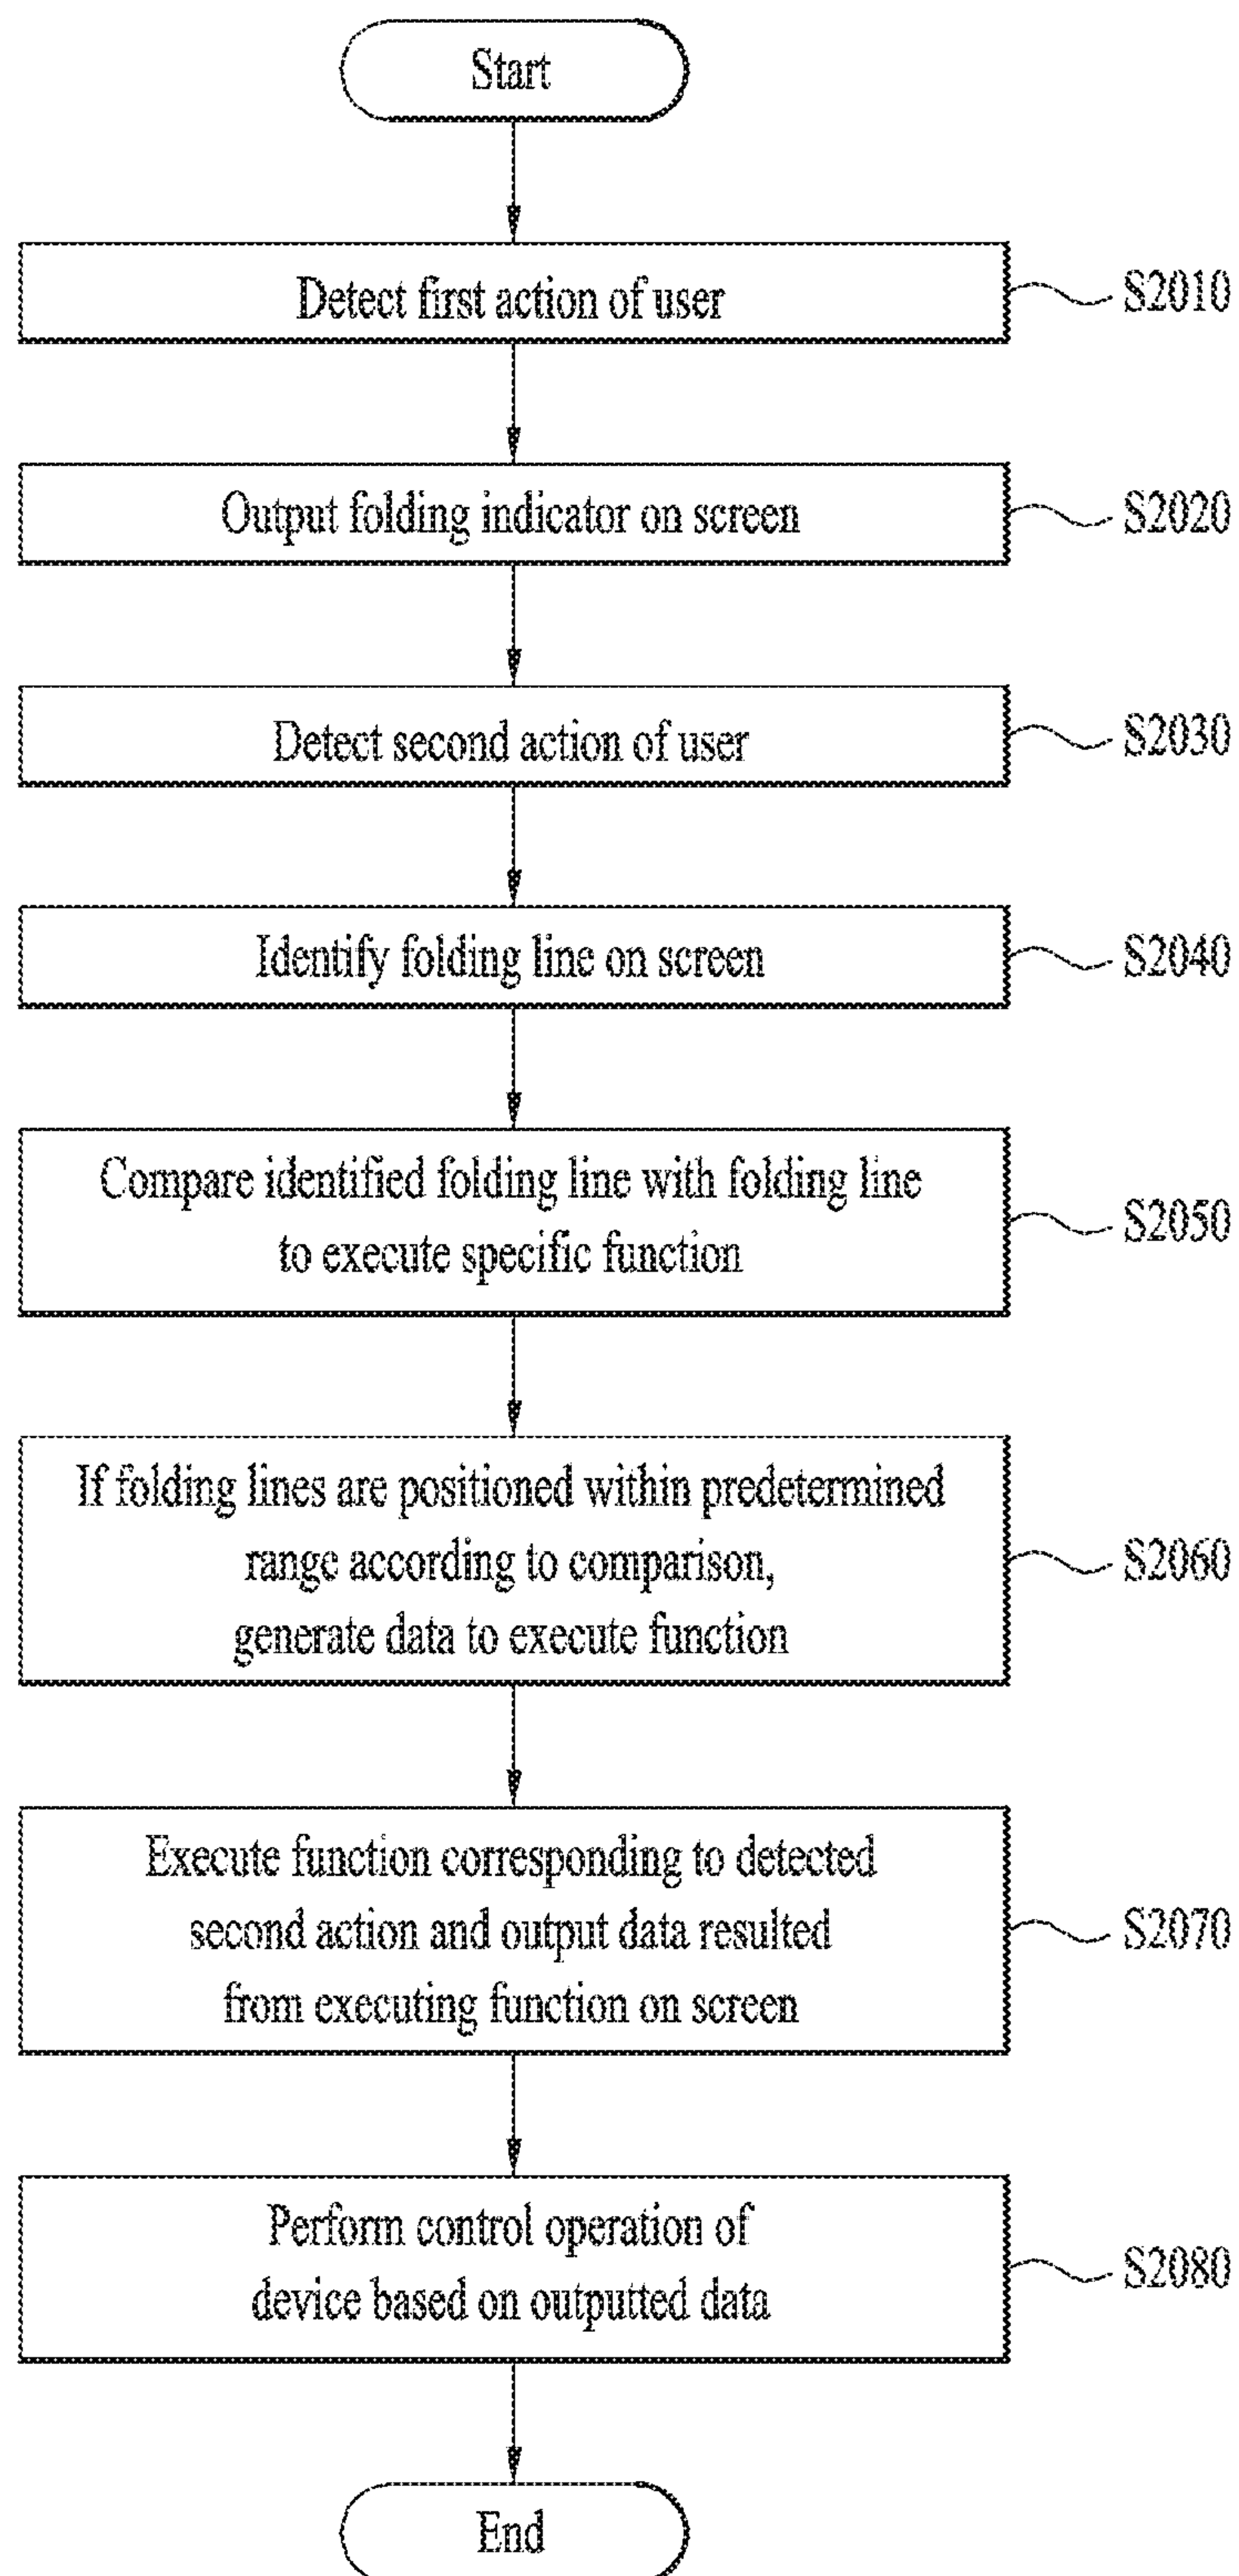 Start
Detect first action of user
S2010
Output folding indicator on screen
S2020
Detect second action of user
S2030
Identify folding line on screen
S2040
Compare identified folding line with folding line
to execute specific function
S2050
If folding lines are positioned within predetermined
range according to comparison,
generate data to execute function
S2060
Execute function corresponding to detected
second action and output data resulted
from executing function on screen
S2070
Perform control operation of
device based on outputted data
S2080
End